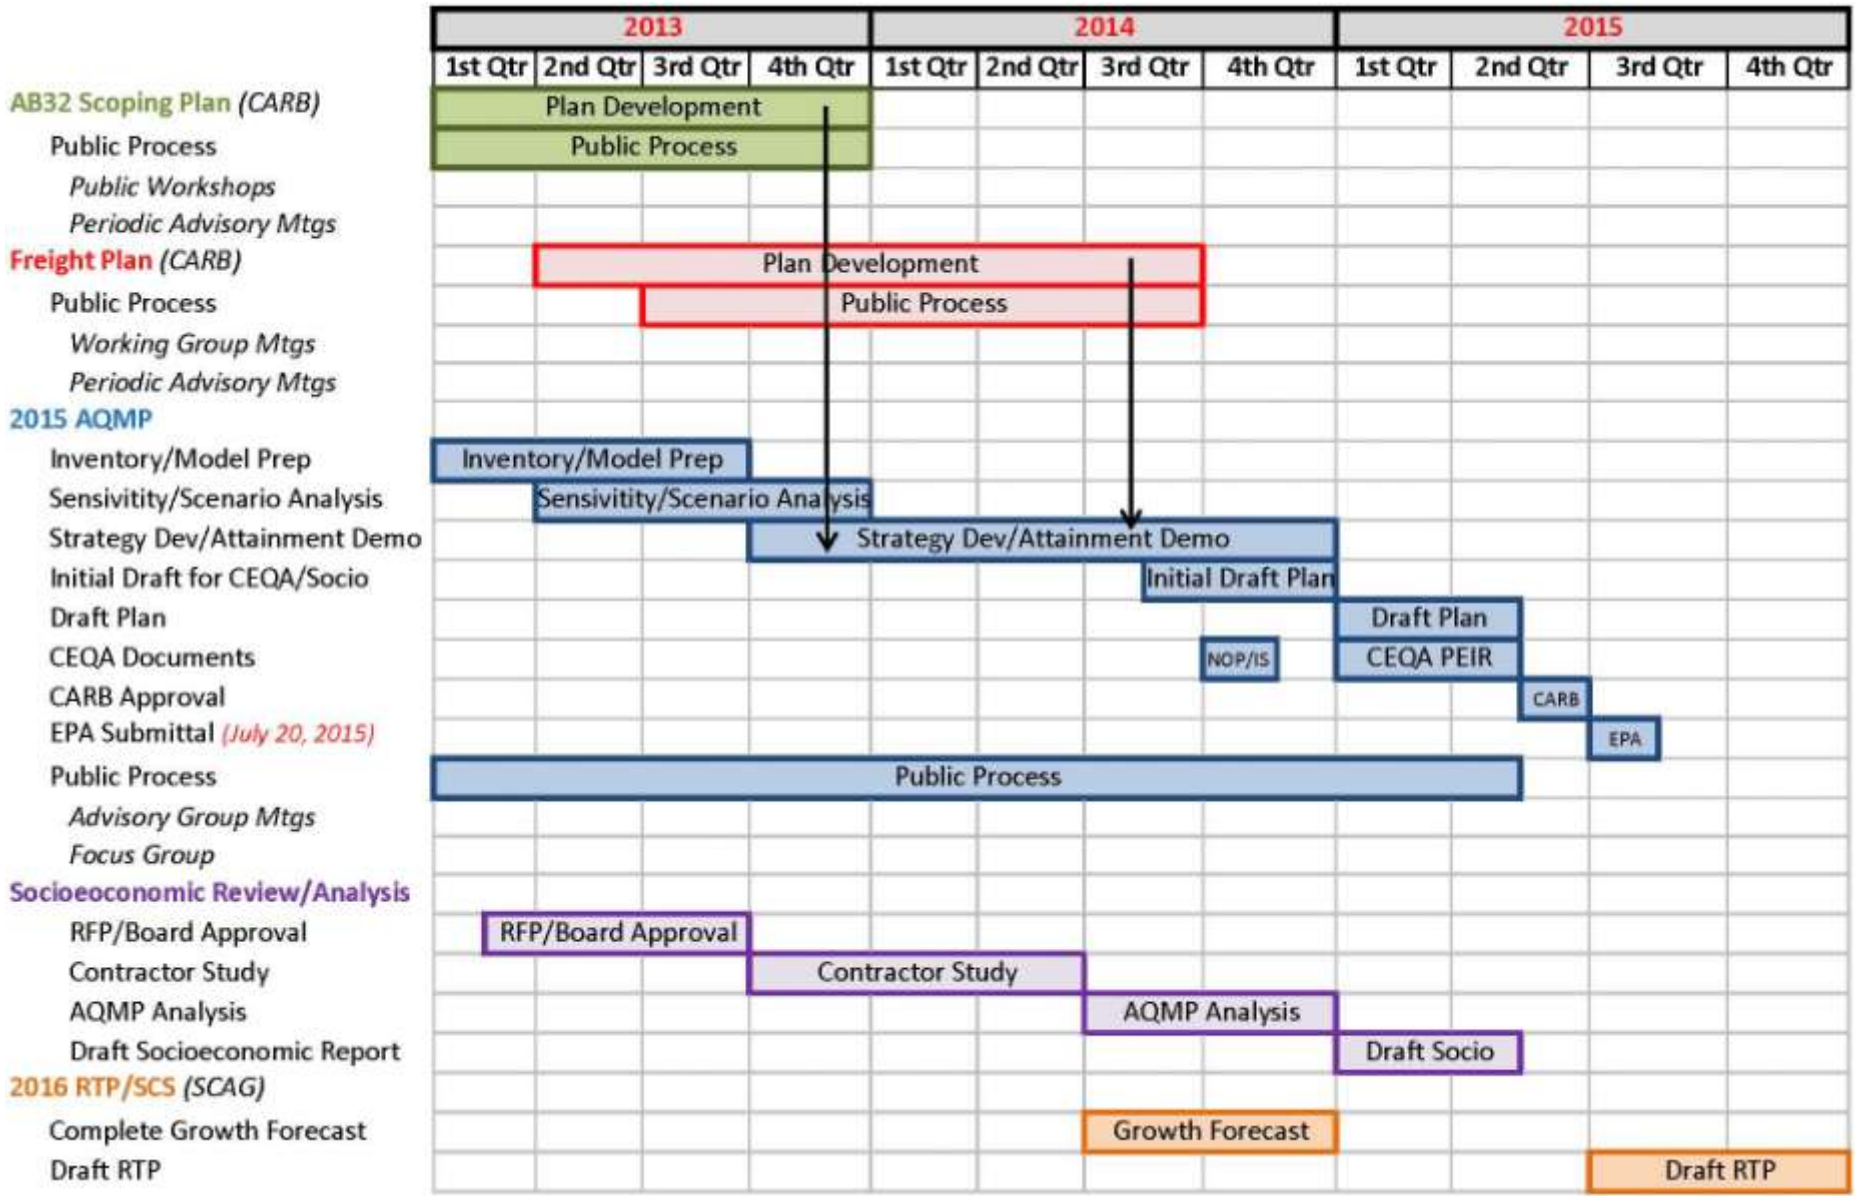 2013 2014 2015
1st Qtr 2nd Qtr 3rd Qtr 4th Qtr 1st Qtr 2nd Qtr 3rd Qtr 4th Qtr 1st Qtr 2nd Qtr 3rd Qtr 4th Qtr
AB32 Scoping Plan (CARB) Plan Development
Public Process Public Process
Public Workshops
Periodic Advisory Mtgs
Freight Plan (CARB) Plan Development
Public Process Public Process
Working Group Mtgs
Periodic Advisory Mtgs
2015 AQMP
Inventory/Model Prep Inventory/Model Prep
Sensivitity/Scenario Analysis Sensivitity/Scenario Analysis
Strategy Dev/Attainment Demo Strategy Dev/Attainment Demo
Initial Draft for CEQA/Socio Initial Draft Plan
Draft Plan Draft Plan
CEQA Documents NOP/IS CEQA PEIR
CARB Approval CARB
EPA Submittal (July 20, 2015) EPA
Public Process Public Process
Advisory Group Mtgs
Focus Group
Socioeoconomic Review/Analysis
RFP/Board Approval RFP/Board Approval
Contractor Study Contractor Study
AQMP Analysis AQMP Analysis
Draft Socioeconomic Report Draft Socio
2016 RTP/SCS (SCAG)
Complete Growth Forecast Growth Forecast
Draft RTP Draft RTP